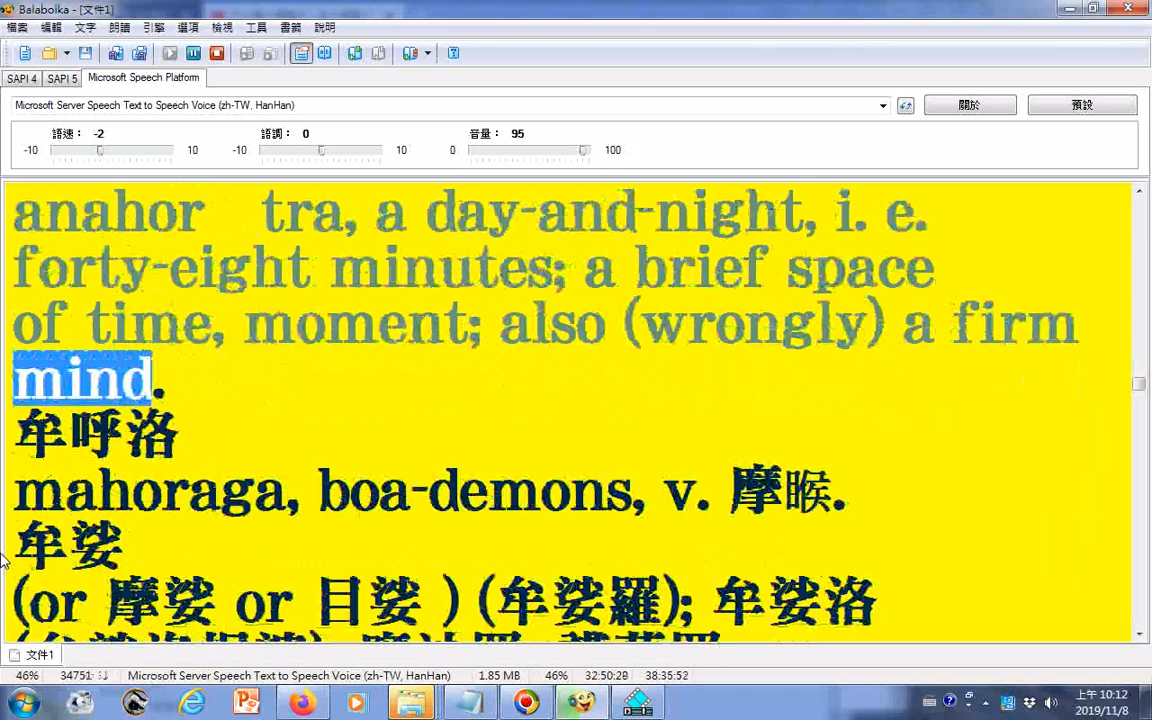 Balabolka - [文件1]
檔案 編輯 文字 朗讀 引擎 選項 檢視 工具 書籤 說明
SAPI 4 SAPI 5 Microsoft Speech Platform
Microsoft Server Speech Text to Speech Voice (zh-TW, HanHan) 關於 預設
語速： -2 語調： 0 音量： 95
-10 10 -10 10 0 100
anahor tra, a day-and-night, i. e.
forty-eight minutes; a brief space
of time, moment; also (wrongly) a firm
mind.
牟呼洛
mahoraga, boa-demons, v. 摩睺.
牟娑
(or 摩娑 or 目娑 ) (牟娑羅); 牟娑洛
文件1
46% Microsoft Server Speech Text to Speech Voice (zh-TW, HanHan) 1.85 MB 46% 32:50:28 38:35:52
上午 10:12
2019/11/8